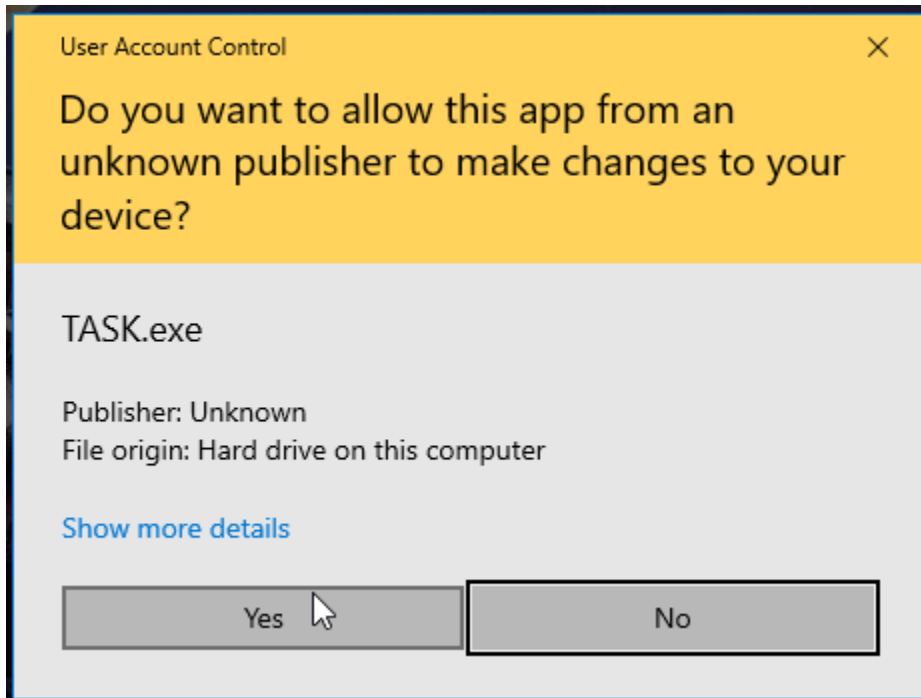 User Account Control
Do you want to allow this app from an
unknown publisher to make changes to your
device?
TASK.exe
Publisher: Unknown
File origin: Hard drive on this computer
Show more details
Yes
No